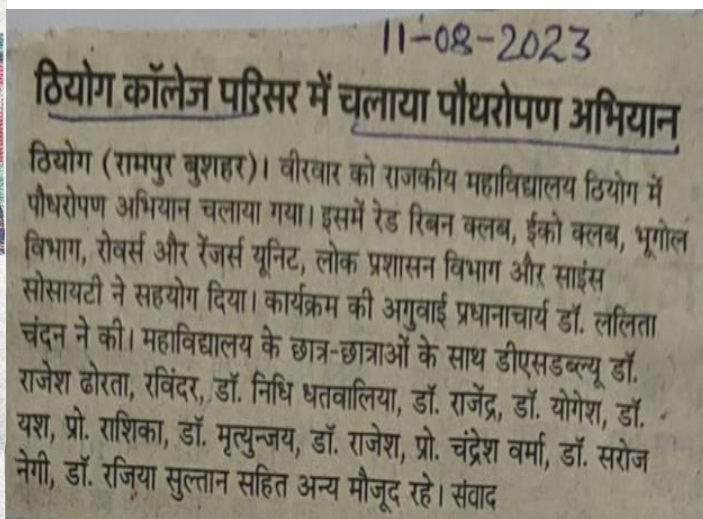 11-08-2023
ठियोग कॉलेज परिसर में चलाया पौधरोपण अभियान
ठियोग (रामपुर बुशहर)। वीरवार को राजकीय महाविद्यालय ठियोग में
पौधरोपण अभियान चलाया गया। इसमें रेड रिबन क्लब, ईको क्लब, भूगोल
विभाग, रोवर्स और रेंजर्स यूनिट, लोक प्रशासन विभाग और साइंस
सोसायटी ने सहयोग दिया। कार्यक्रम की अगुवाई प्रधानाचार्य डॉ. ललिता
चंदन ने की। महाविद्यालय के छात्र-छात्राओं के साथ डीएसडब्ल्यू डॉ.
राजेश ढोरता, रविंदर, डॉ. निधि धतवालिया, डॉ. राजेंद्र, डॉ. योगेश, डॉ.
यश, प्रो. राशिका, डॉ. मृत्युन्जय, डॉ. राजेश, प्रो. चंद्रेश वर्मा, डॉ. सरोज
नेगी, डॉ. रजिया सुल्तान सहित अन्य मौजूद रहे। संवाद